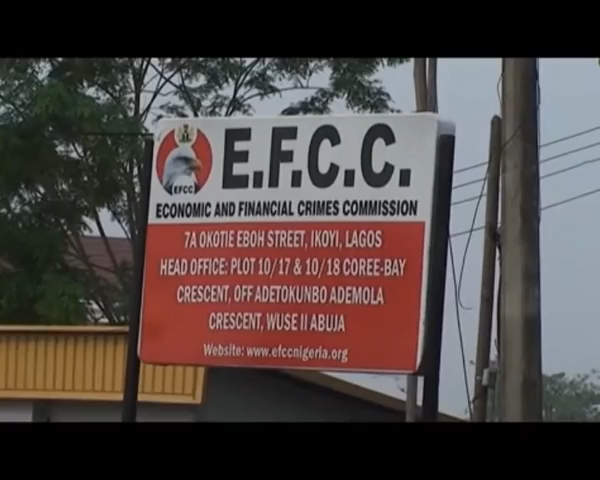 E.F.C.C.
EFCC
ECONOMIC AND FINANCIAL CRIMES COMMISSION
7A OKOTIE EBOH STREET, IKOYI, LAGOS
HEAD OFFICE: PLOT 10/17 & 10/18 COREE-BAY
CRESCENT, OFF ADETOKUNBO ADEMOLA
CRESCENT, WUSE II ABUJA
Website: www.efccnigeria.org